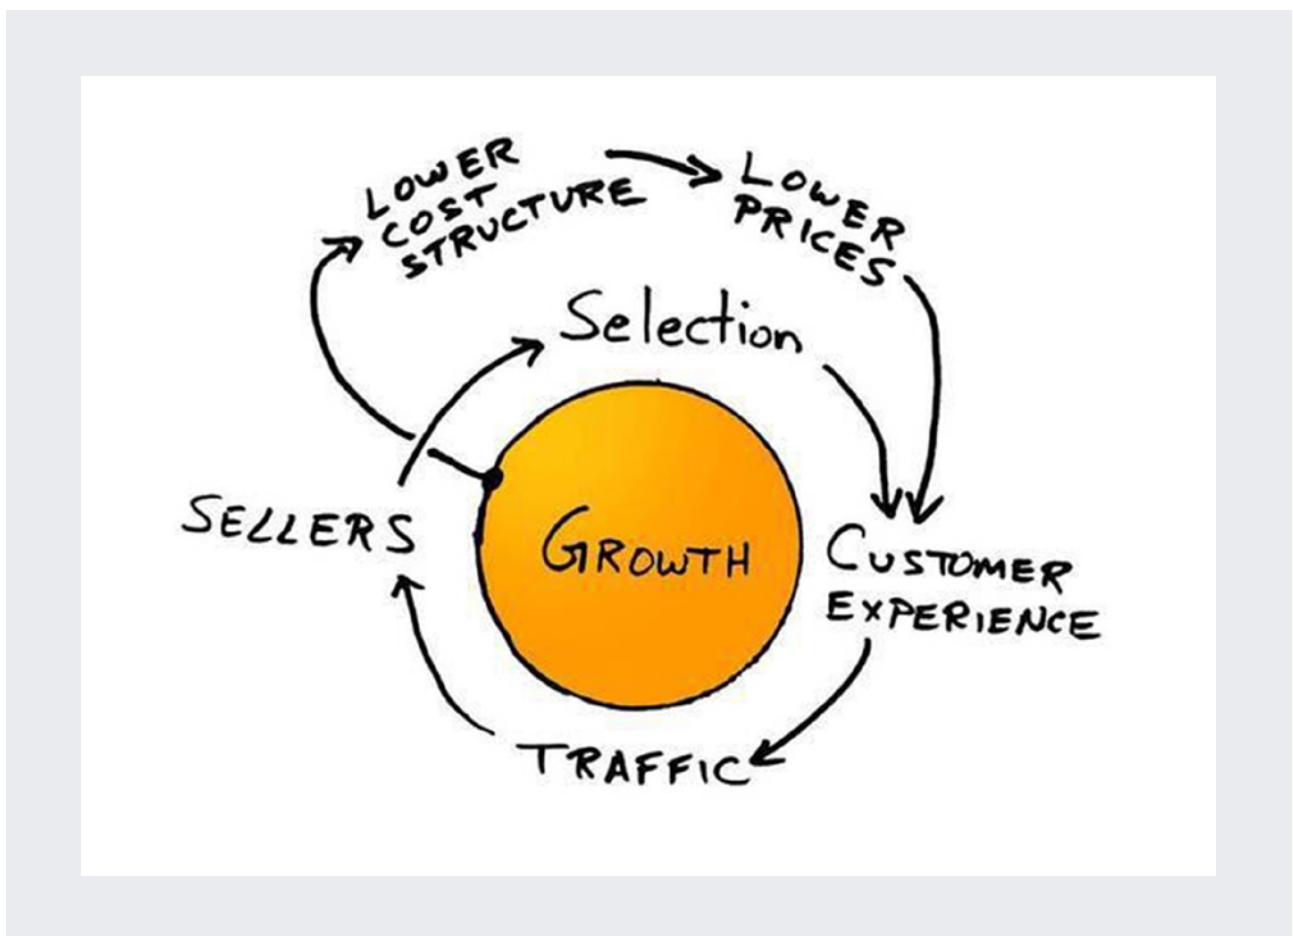 LOWER
COST
STRUCTURE
LOWER
PRICES
Selection
SELLERS
GROWTH
CUSTOMER
EXPERIENCE
TRAFFIC